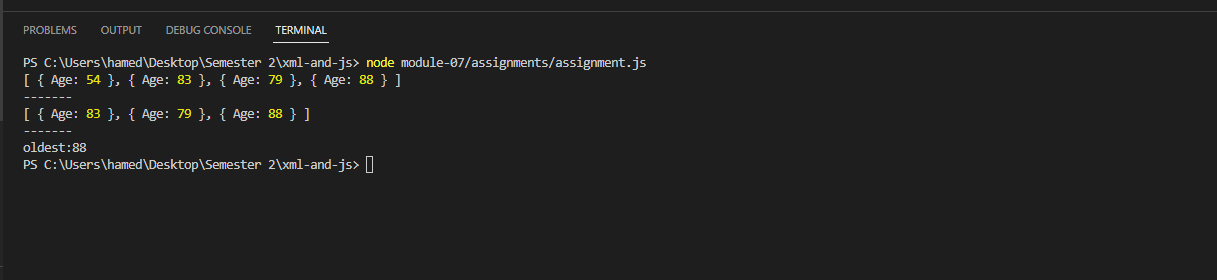 PROBLEMS OUTPUT DEBUG CONSOLE TERMINAL
PS C:\Users\hamed\Desktop\Semester 2\xml-and-js> node module-07/assignments/assignment.js
[ { Age: 54 }, { Age: 83 }, { Age: 79 }, { Age: 88 } ]
-------
[ { Age: 83 }, { Age: 79 }, { Age: 88 } ]
-------
oldest:88
PS C:\Users\hamed\Desktop\Semester 2\xml-and-js>